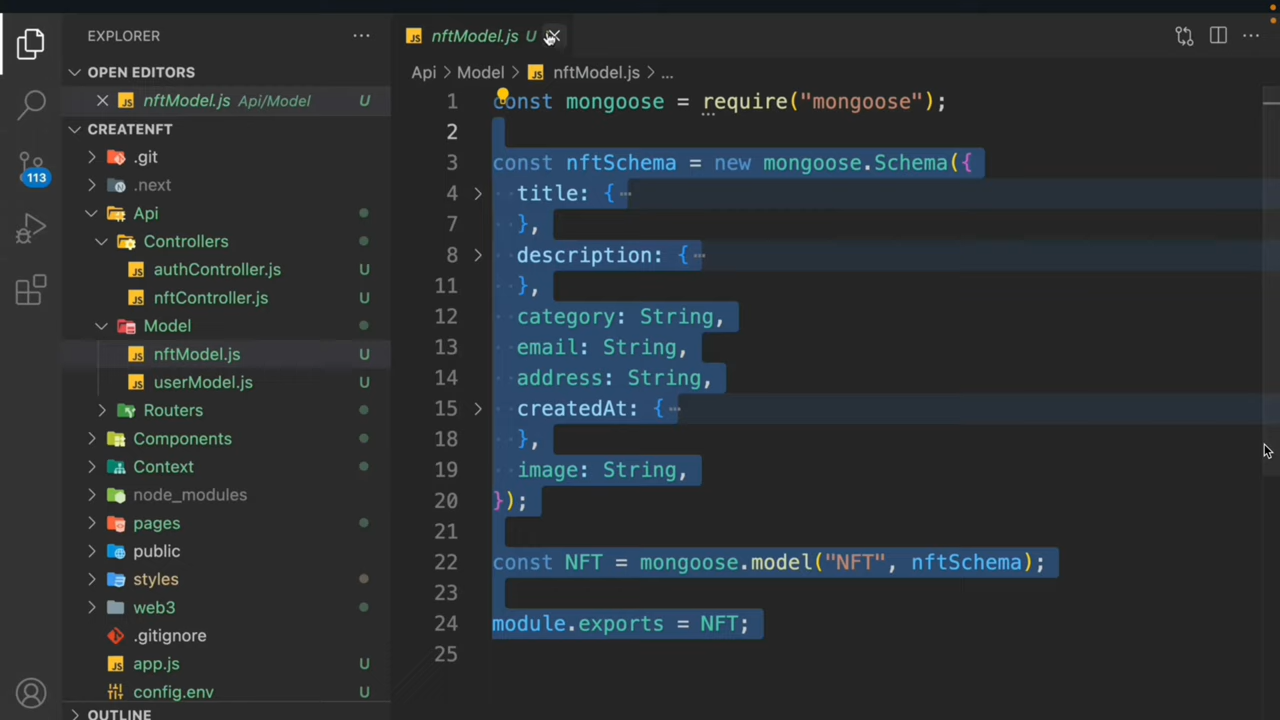 EXPLORER
OPEN EDITORS
nftModel.js Api/Model U
CREATENFT
.git
.next
Api
Controllers
authController.js U
nftController.js U
Model
nftModel.js U
userModel.js U
Routers
Components
Context
node_modules
pages
public
styles
web3
.gitignore
app.js U
config.env U
OUTLINE
113
nftModel.js U
Api > Model > nftModel.js > ...
1 const mongoose = require("mongoose");
2
3 const nftSchema = new mongoose.Schema({
4 title: {
7 },
8 description: {
11 },
12 category: String,
13 email: String,
14 address: String,
15 createdAt: {
18 },
19 image: String,
20 });
21
22 const NFT = mongoose.model("NFT", nftSchema);
23
24 module.exports = NFT;
25